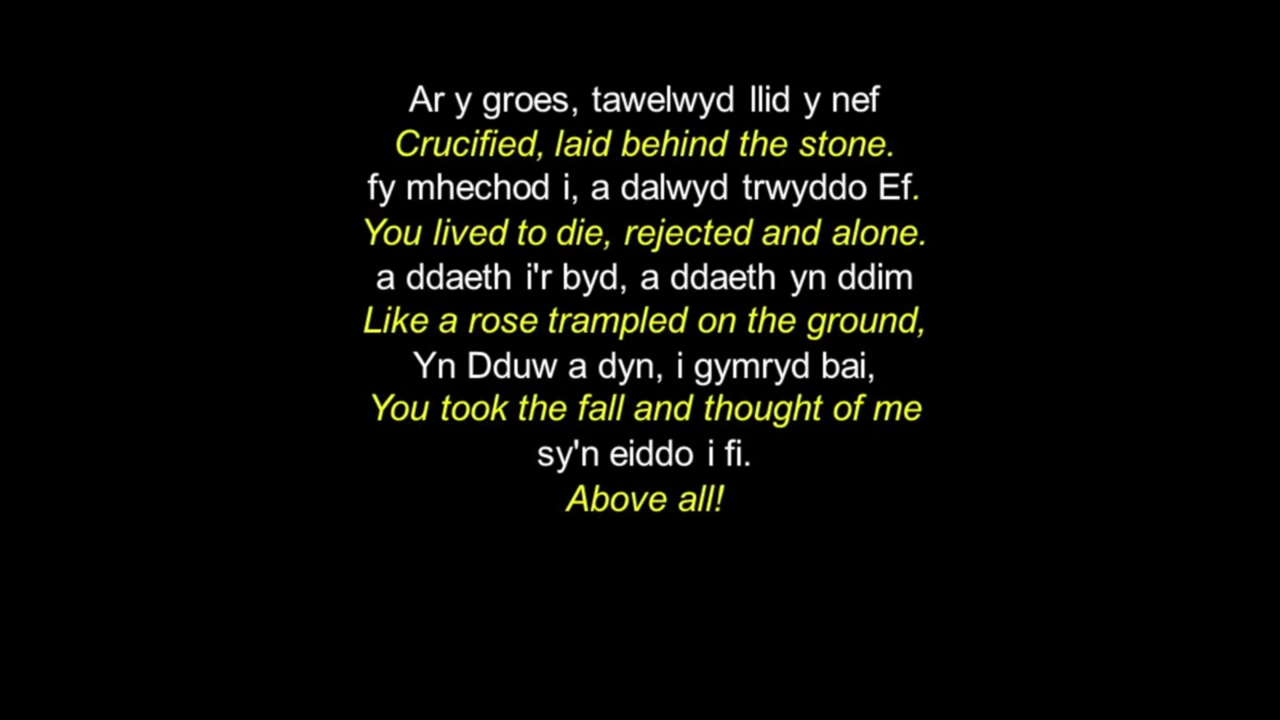 Ar y groes, tawelwyd llid y nef
Crucified, laid behind the stone.
fy mhechod i, a dalwyd trwyddo Ef.
You lived to die, rejected and alone.
a ddaeth i'r byd, a ddaeth yn ddim
Like a rose trampled on the ground,
Yn Dduw a dyn, i gymryd bai,
You took the fall and thought of me
sy'n eiddo i fi.
Above all!